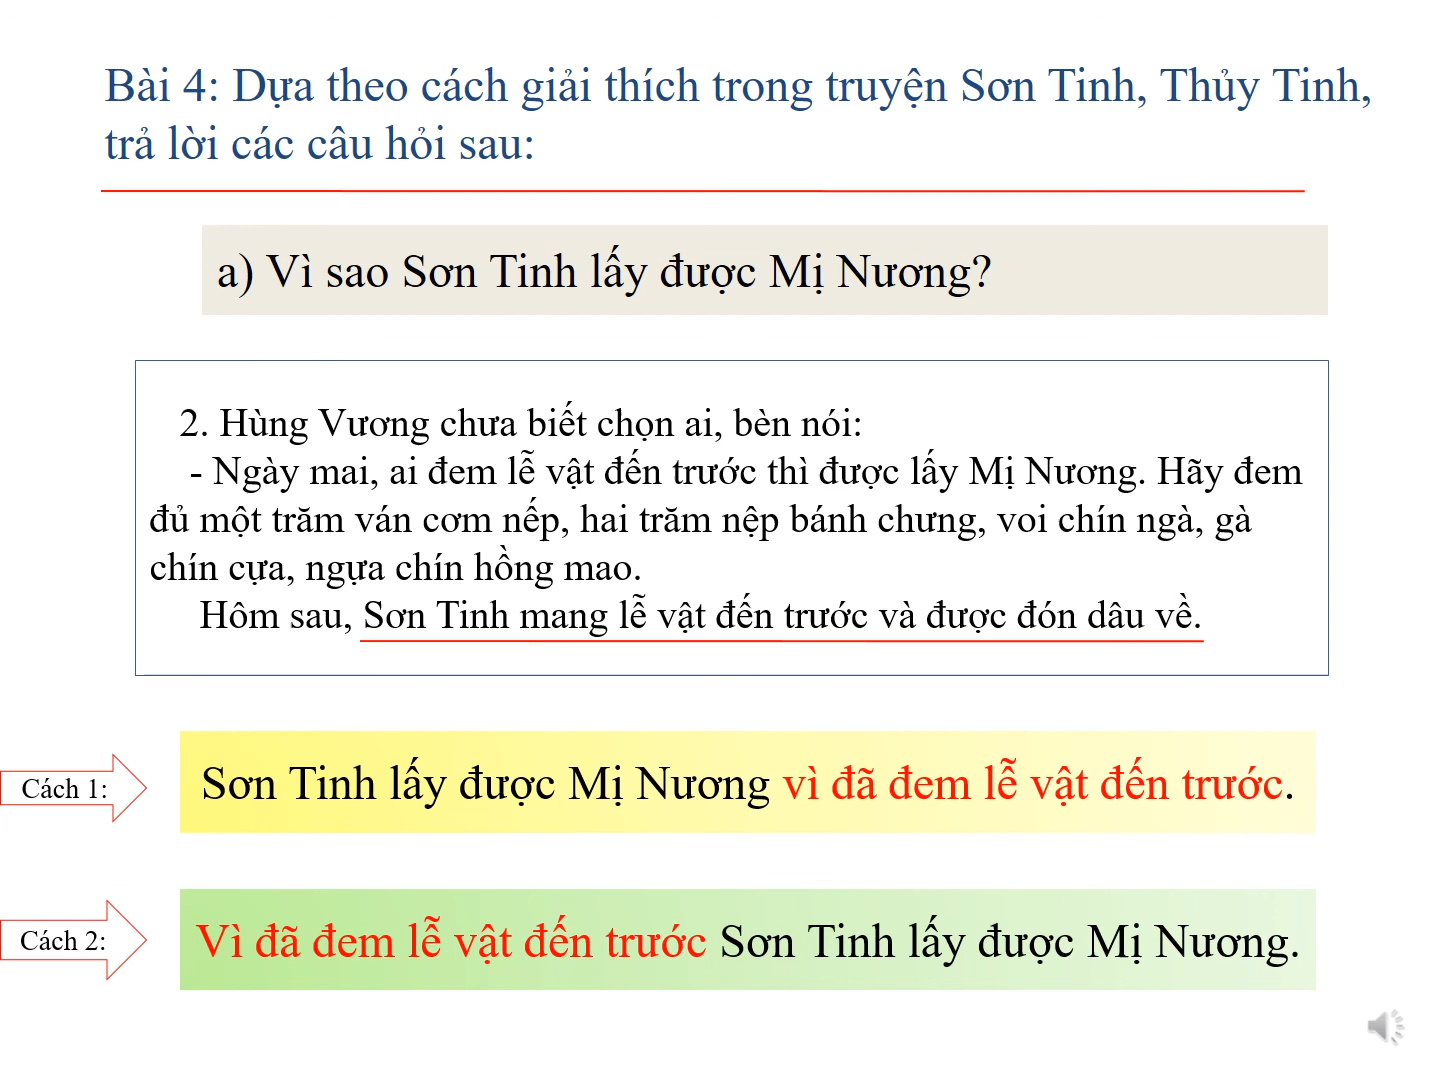 Bài 4: Dựa theo cách giải thích trong truyện Sơn Tinh, Thủy Tinh,
trả lời các câu hỏi sau:
a) Vì sao Sơn Tinh lấy được Mị Nương?
2. Hùng Vương chưa biết chọn ai, bèn nói:
- Ngày mai, ai đem lễ vật đến trước thì được lấy Mị Nương. Hãy đem
đủ một trăm ván cơm nếp, hai trăm nệp bánh chưng, voi chín ngà, gà
chín cựa, ngựa chín hồng mao.
Hôm sau, Sơn Tinh mang lễ vật đến trước và được đón dâu về.
Cách 1:
Sơn Tinh lấy được Mị Nương vì đã đem lễ vật đến trước.
Cách 2:
Vì đã đem lễ vật đến trước Sơn Tinh lấy được Mị Nương.